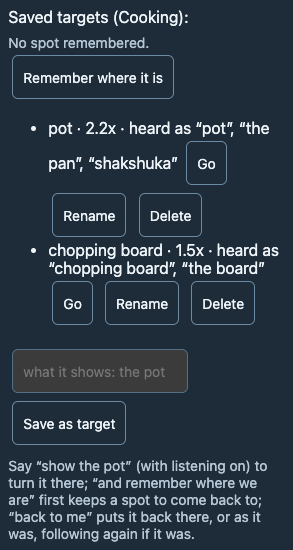 Saved targets (Cooking):
No spot remembered.
Remember where it is
• pot · 2.2x · heard as “pot”, “the
pan”, “shakshuka” Go
Rename Delete
• chopping board · 1.5x · heard as
“chopping board”, “the board”
Go Rename Delete
what it shows: the pot
Save as target
Say “show the pot” (with listening on) to
turn it there; “and remember where we
are” first keeps a spot to come back to;
“back to me” puts it back there, or as it
was, following again if it was.